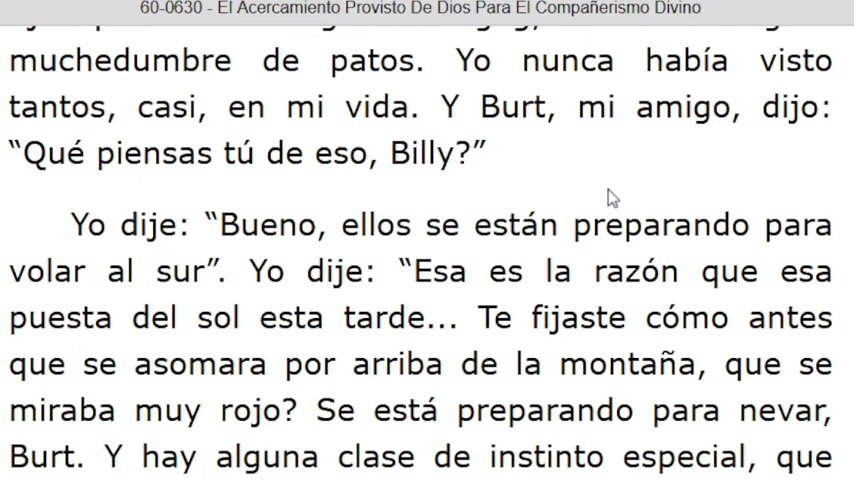 60-0630 - El Acercamiento Provisto De Dios Para El Compañerismo Divino
muchedumbre de patos. Yo nunca había visto
tantos, casi, en mi vida. Y Burt, mi amigo, dijo:
“Qué piensas tú de eso, Billy?”
Yo dije: “Bueno, ellos se están preparando para
volar al sur”. Yo dije: “Esa es la razón que esa
puesta del sol esta tarde... Te fijaste cómo antes
que se asomara por arriba de la montaña, que se
miraba muy rojo? Se está preparando para nevar,
Burt. Y hay alguna clase de instinto especial, que